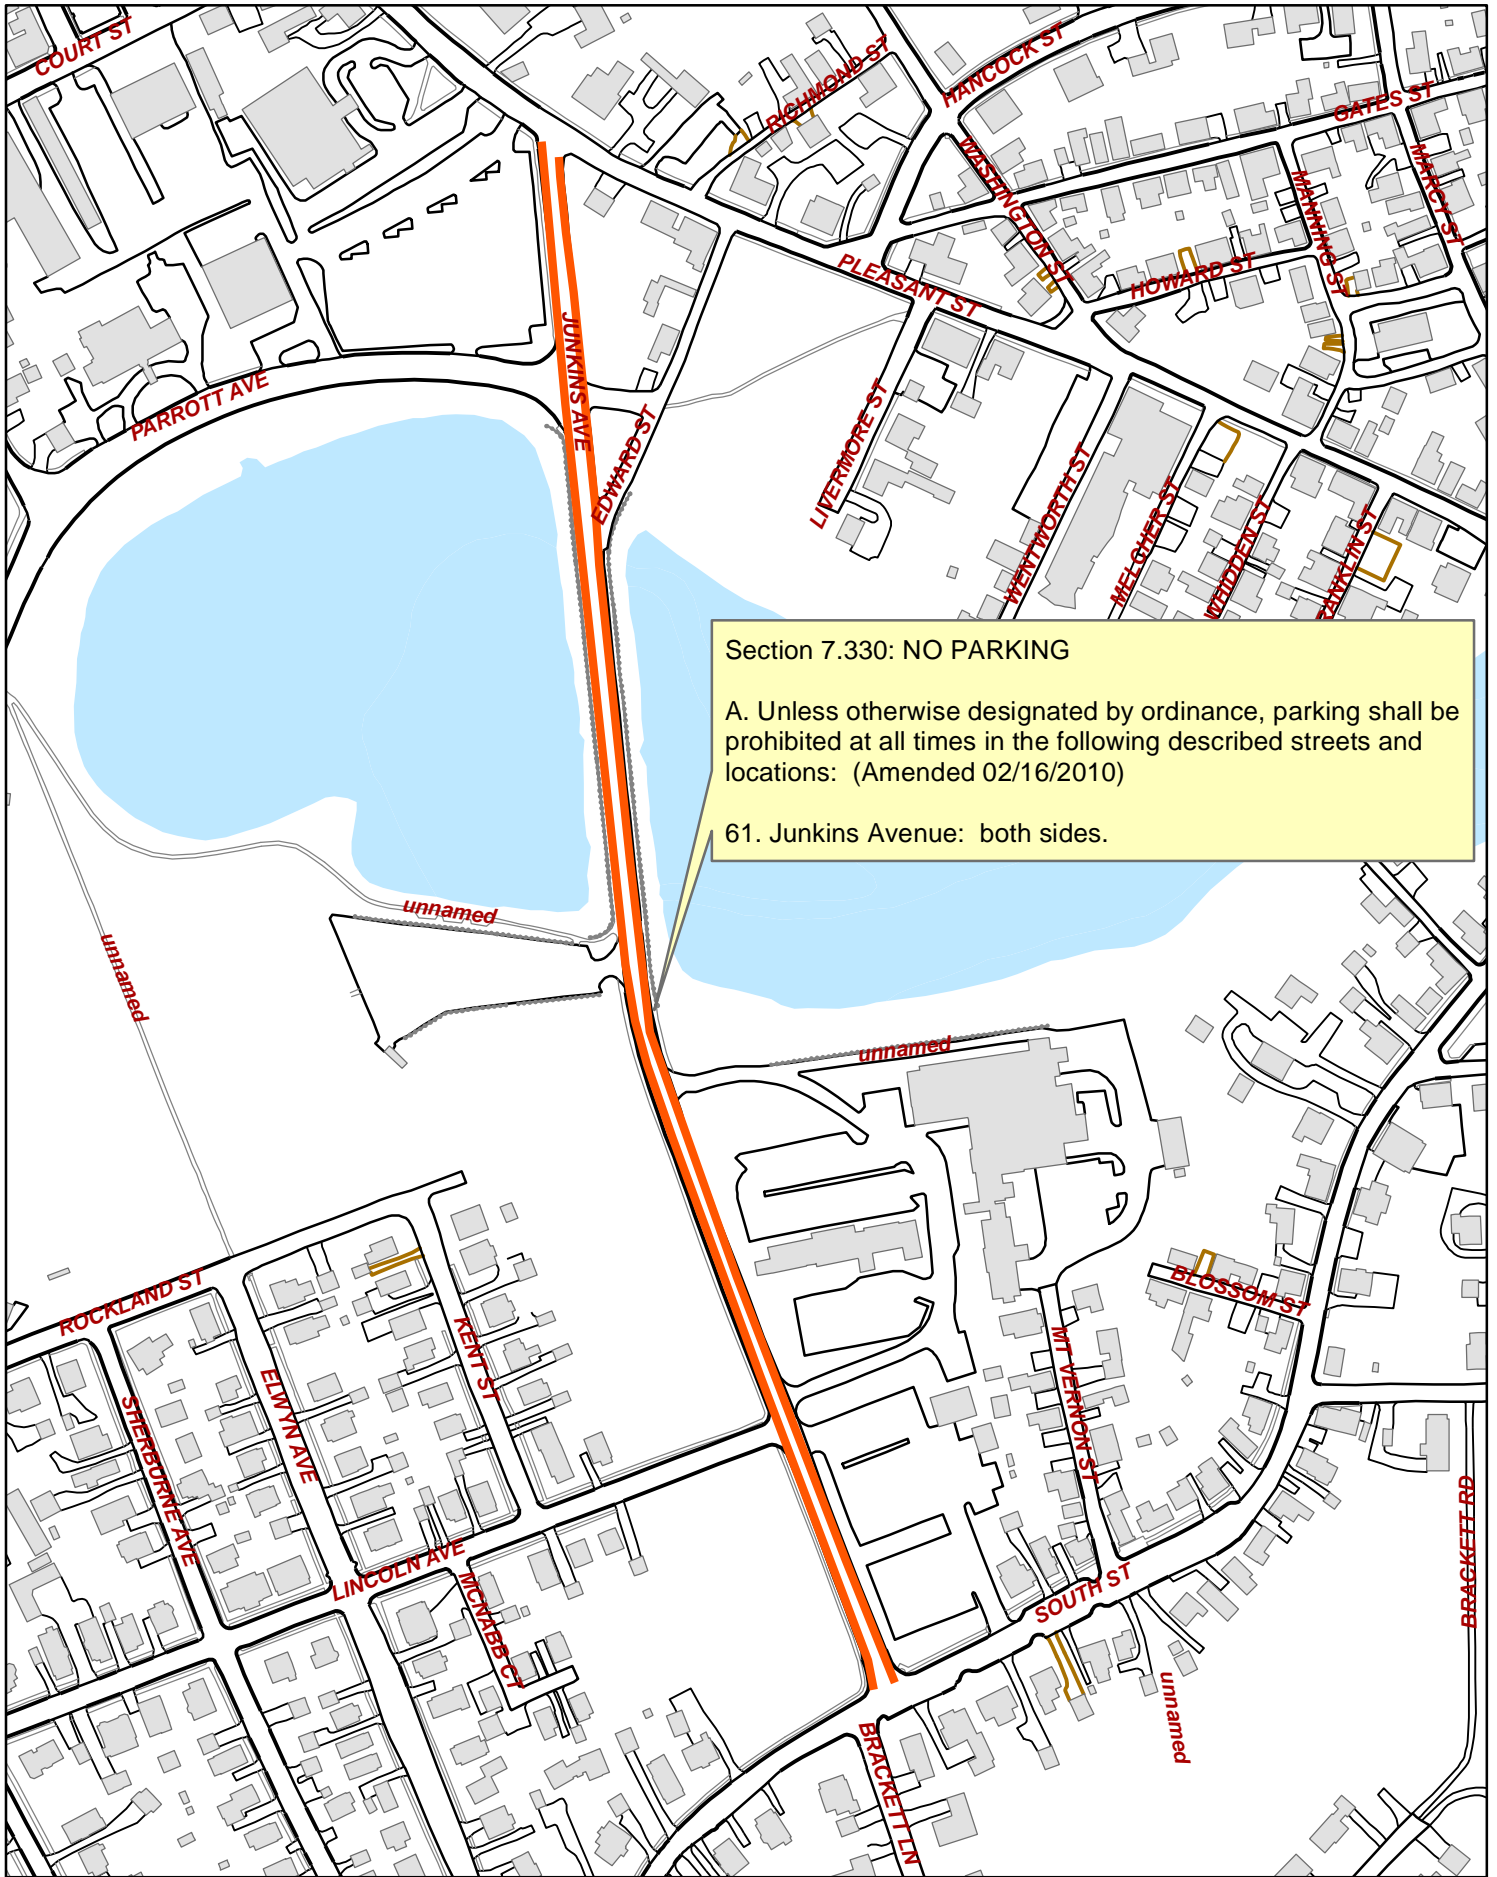 COURT ST
RICHMOND ST
HANCOCK ST
GATES ST
WASHINGTON ST
MANNING ST
MARCY ST
PLEASANT ST
HOWARD ST
JUNKINS AVE
PARROTT AVE
EDWARD ST
LIVERMORE ST
WENTWORTH ST
MELCHER ST
WHIDDEN ST
RANKLIN ST
Section 7.330: NO PARKING
A. Unless otherwise designated by ordinance, parking shall be
prohibited at all times in the following described streets and
locations:  (Amended 02/16/2010)
61. Junkins Avenue:  both sides.
unnamed
unnamed
unnamed
ROCKLAND ST
BLOSSOM ST
KENT ST
MT VERNON ST
ELWYN AVE
SHERBURNE AVE
LINCOLN AVE
MCNABB CT
SOUTH ST
BRACKETT RD
unnamed
BRACKETT LN